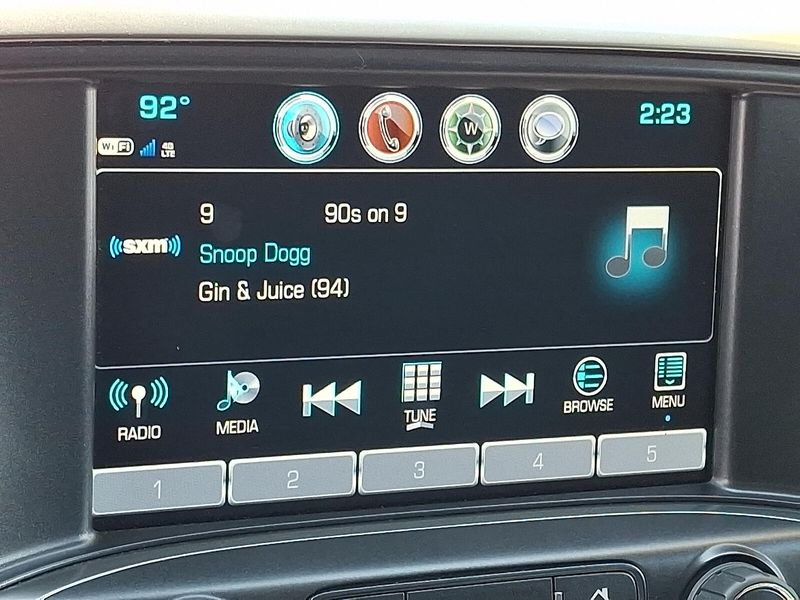 92° W 2:23
Wi Fi 4G LTE
9 90s on 9
sxm
Snoop Dogg
Gin & Juice (94)
RADIO MEDIA TUNE BROWSE MENU
1 2 3 4 5